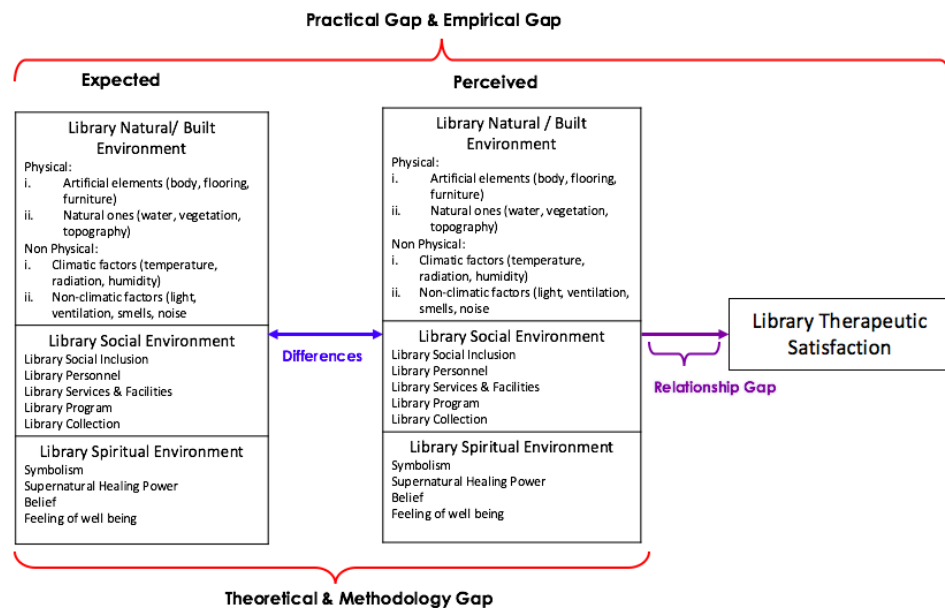 Practical Gap & Empirical Gap
Expected
Library Natural/ Built
Environment
Physical:
i. Artificial elements (body, flooring,
furniture)
ii. Natural ones (water, vegetation,
topography)
Non Physical:
i. Climatic factors (temperature,
radiation, humidity)
ii. Non-climatic factors (light,
ventilation, smells, noise
Library Social Environment
Library Social Inclusion
Library Personnel
Library Services & Facilities
Library Program
Library Collection
Library Spiritual Environment
Symbolism
Supernatural Healing Power
Belief
Feeling of well being
Differences
Perceived
Library Natural / Built
Environment
Physical:
i. Artificial elements (body, flooring,
furniture)
ii. Natural ones (water, vegetation,
topography)
Non Physical:
i. Climatic factors (temperature,
radiation, humidity)
ii. Non-climatic factors (light, ventilation,
smells, noise
Library Social Environment
Library Social Inclusion
Library Personnel
Library Services & Facilities
Library Program
Library Collection
Library Spiritual Environment
Symbolism
Supernatural Healing Power
Belief
Feeling of well being
Relationship Gap
Library Therapeutic
Satisfaction
Theoretical & Methodology Gap